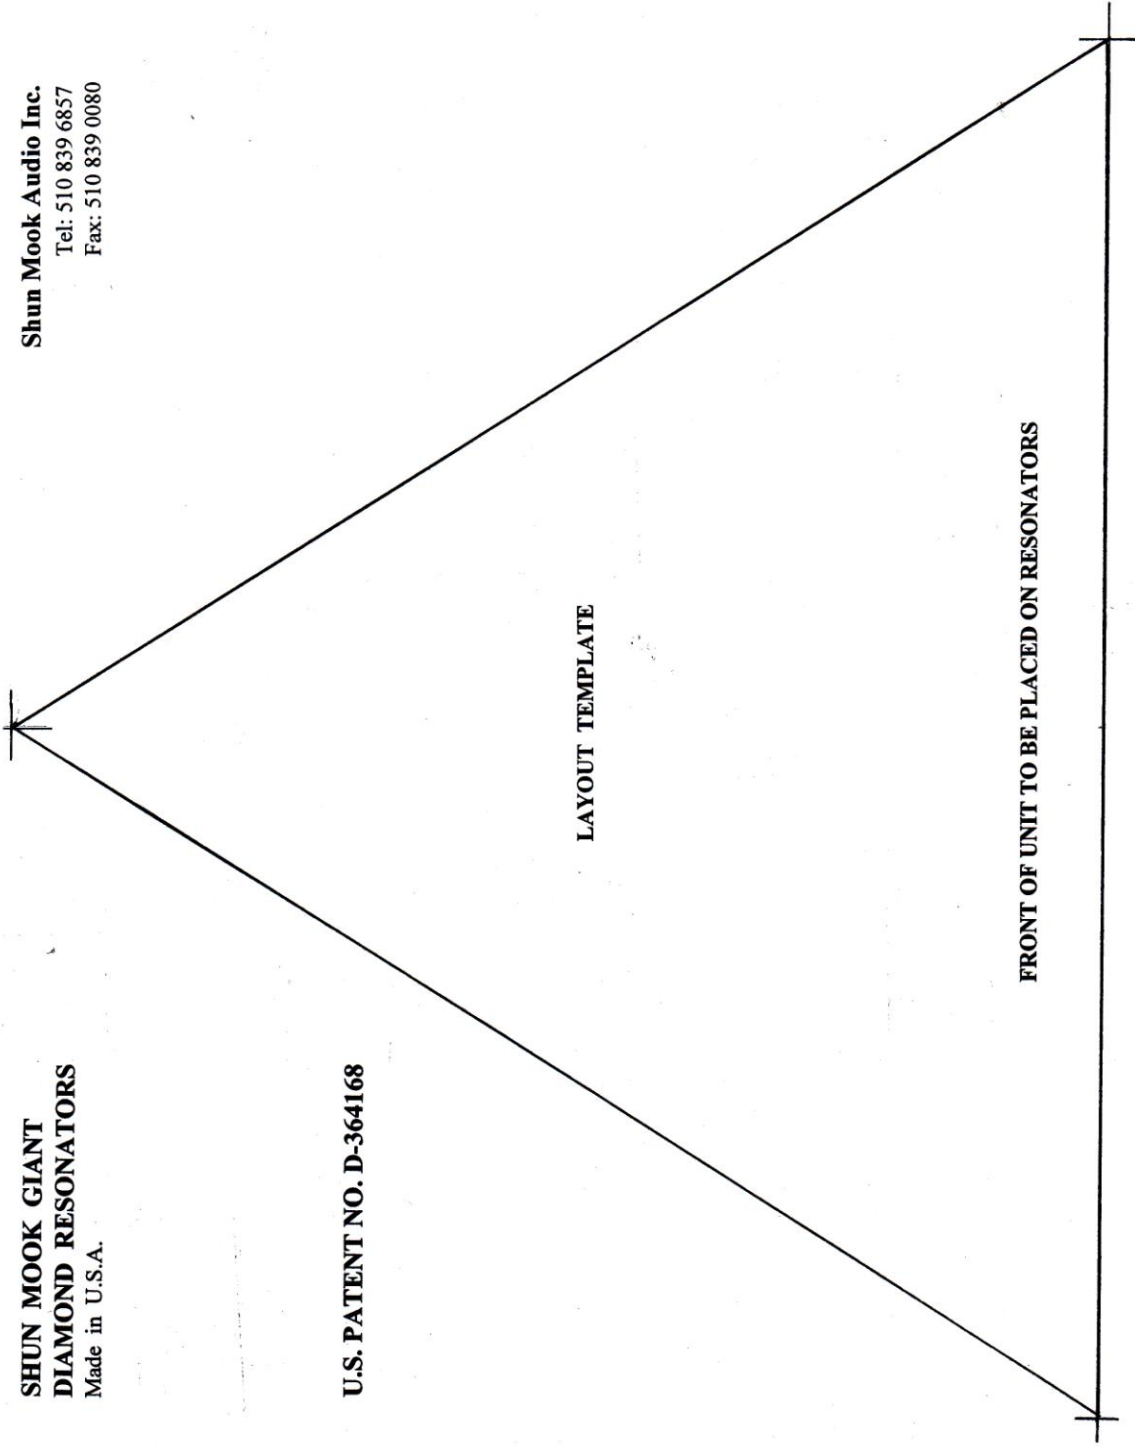 SHUN MOOK GIANT
DIAMOND RESONATORS
Made in U.S.A.
U.S. PATENT NO. D-364168
Shun Mook Audio Inc.
Tel: 510 839 6857
Fax: 510 839 0080
LAYOUT TEMPLATE
FRONT OF UNIT TO BE PLACED ON RESONATORS